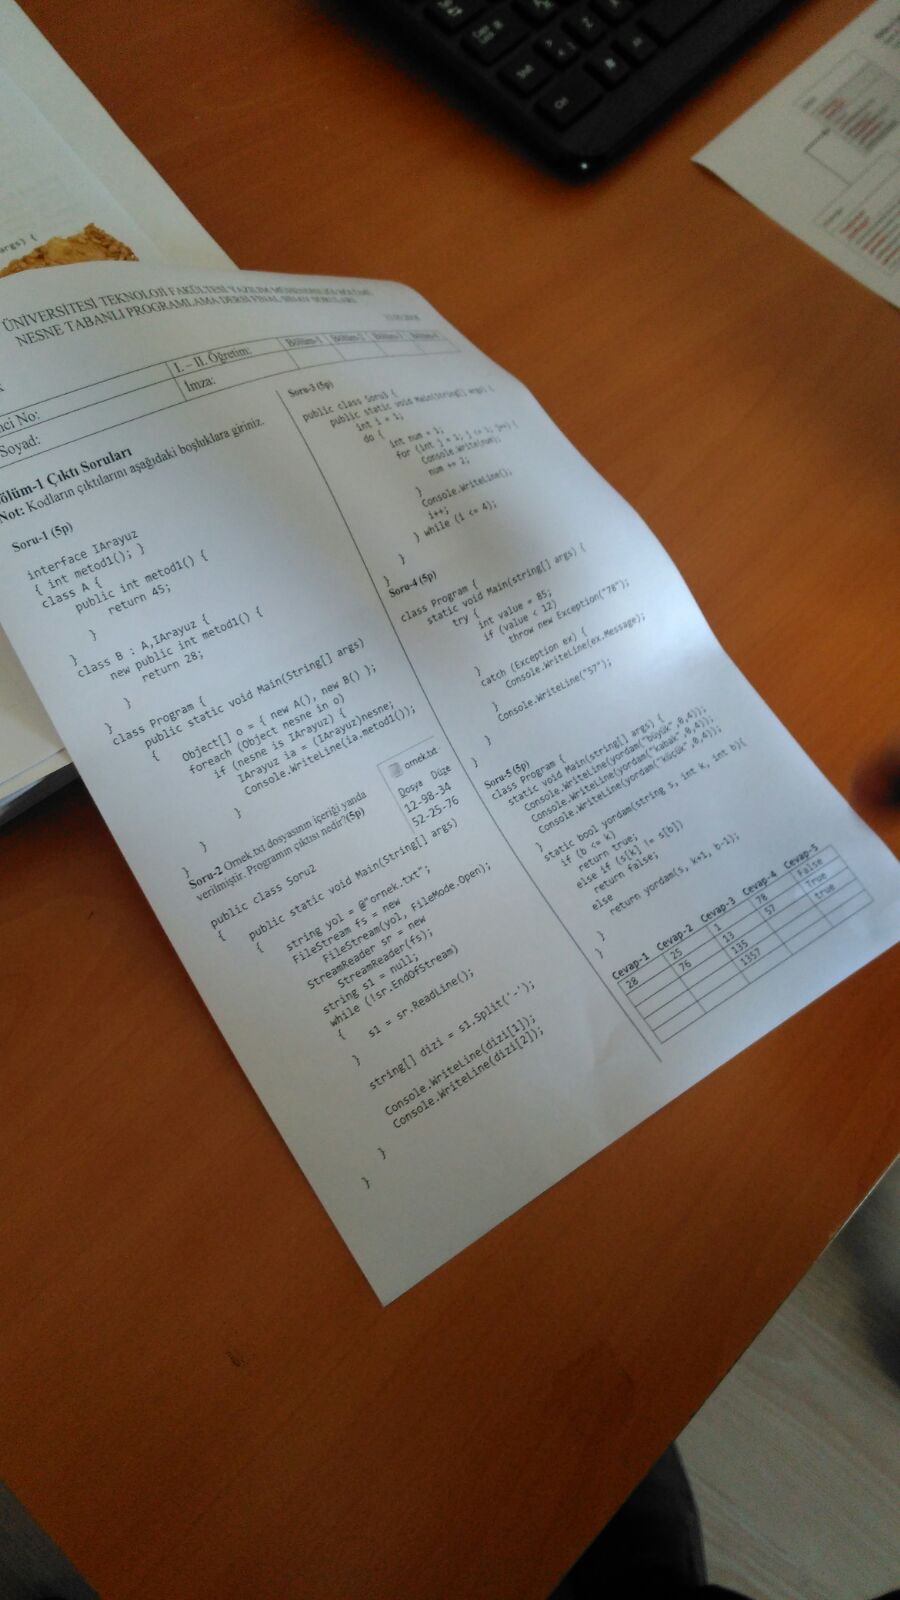 args) {
ÜNİVERSİTESİ TEKNOLOJİ FAKÜLTESİ YAZILIM MÜHENDİSLİĞİ BÖLÜMÜ
NESNE TABANLI PROGRAMLAMA DERSİ FİNAL SINAV SORULARI
I. – II. Öğretim:
Bölüm-1 Bölüm-2 Bölüm-3 Bölüm-4
nci No:
İmza:
Soyad:
ölüm-1 Çıktı Soruları
Not: Kodların çıktılarını aşağıdaki boşluklara giriniz.
Soru-1 (5p)
interface IArayuz
{ int metod1(); }
class A {
public int metod1() {
return 45;
}
}
class B : A,IArayuz {
new public int metod1() {
return 28;
}
}
class Program {
public static void Main(String[] args)
{
Object[] o = { new A(), new B() };
foreach (Object nesne in o)
if (nesne is IArayuz) {
IArayuz ia = (IArayuz)nesne;
Console.WriteLine(ia.metod1());
}
}
}
Soru-2 Ornek.txt dosyasının içeriği yanda
verilmiştir. Programın çıktısı nedir?(5p)
ornek.txt
Dosya Düze
12-98-34
52-25-76
public class Soru2
{
public static void Main(String[] args)
{
string yol = @"ornek.txt";
FileStream fs = new
FileStream(yol, FileMode.Open);
StreamReader sr = new
StreamReader(fs);
string s1 = null;
while (!sr.EndOfStream)
{
s1 = sr.ReadLine();
}
string[] dizi = s1.Split('-');
Console.WriteLine(dizi[1]);
Console.WriteLine(dizi[2]);
}
}
Soru-3 (5p)
public class Soru3 {
public static void Main(string[] args) {
int i = 1;
do {
int num = 1;
for (int j = 1; j <= i; j++) {
Console.Write(num);
num += 2;
}
Console.WriteLine();
i++;
} while (i <= 4);
}
}
Soru-4 (5p)
class Program {
static void Main(string[] args) {
try {
int value = 85;
if (value < 12)
throw new Exception("78");
}
catch (Exception ex) {
Console.WriteLine(ex.Message);
}
Console.WriteLine("57");
}
}
Soru-5 (5p)
class Program {
static void Main(string[] args) {
Console.WriteLine(yordam("büyük",0,4));
Console.WriteLine(yordam("kabak",0,4));
Console.WriteLine(yordam("küçük",0,4));
}
static bool yordam(string s, int k, int b){
if (b <= k)
return true;
else if (s[k] != s[b])
return false;
else
return yordam(s, k+1, b-1);
}
}
Cevap-1 Cevap-2 Cevap-3 Cevap-4 Cevap-5
28 25 1 78 False
76 13 57 True
135 true
1357